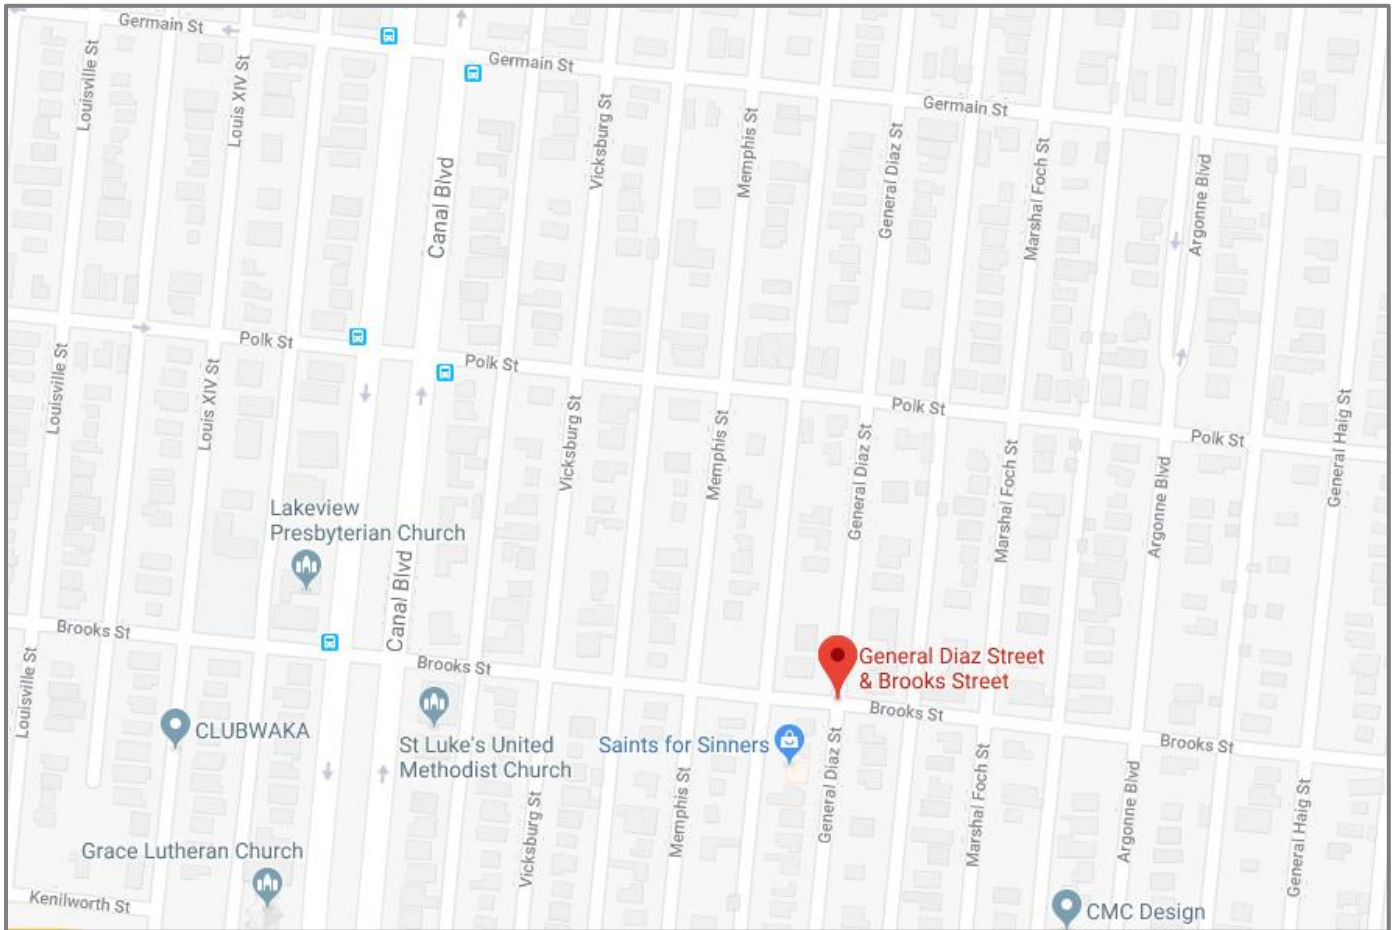 Germain St
Germain St
Germain St
Louisville St
Louis XIV St
Canal Blvd
Vicksburg St
Memphis St
General Diaz St
Marshal Foch St
Argonne Blvd
Polk St
Polk St
Polk St
Polk St
Louisville St
Louis XIV St
Vicksburg St
Memphis St
General Diaz St
Marshal Foch St
Argonne Blvd
General Haig St
Lakeview
Presbyterian Church
Canal Blvd
Brooks St
Brooks St
General Diaz Street
& Brooks Street
Brooks St
Brooks St
Louisville St
CLUBWAKA
St Luke's United
Methodist Church
Saints for Sinners
Vicksburg St
Memphis St
General Diaz St
Marshal Foch St
Argonne Blvd
General Haig St
Grace Lutheran Church
Kenilworth St
CMC Design